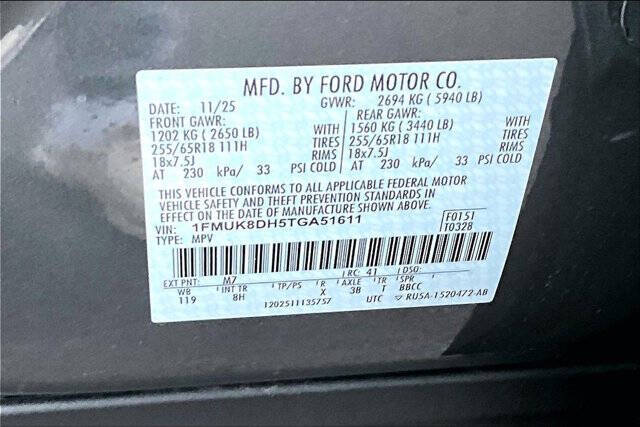 MFD. BY FORD MOTOR CO.
DATE: 11/25 GVWR: 2694 KG ( 5940 LB)
FRONT GAWR: REAR GAWR:
1202 KG ( 2650 LB) WITH 1560 KG ( 3440 LB) WITH
255/65R18 111H TIRES 255/65R18 111H TIRES
18x7.5J RIMS 18x7.5J RIMS
AT 230 kPa/ 33 PSI COLD AT 230 kPa/ 33 PSI COLD
THIS VEHICLE CONFORMS TO ALL APPLICABLE FEDERAL MOTOR
VEHICLE SAFETY AND THEFT PREVENTION STANDARDS IN
EFFECT ON THE DATE OF MANUFACTURE SHOWN ABOVE.
VIN: 1FMUK8DH5TGA51611 F0151
TYPE: MPV T0328
EXT PNT: M7 RC: 41 DSO:
WB INT TR TP/PS R AXLE TR SPR
119 8H X 3B T BBCC
120251113575? UTC RU5A-1520472-AB